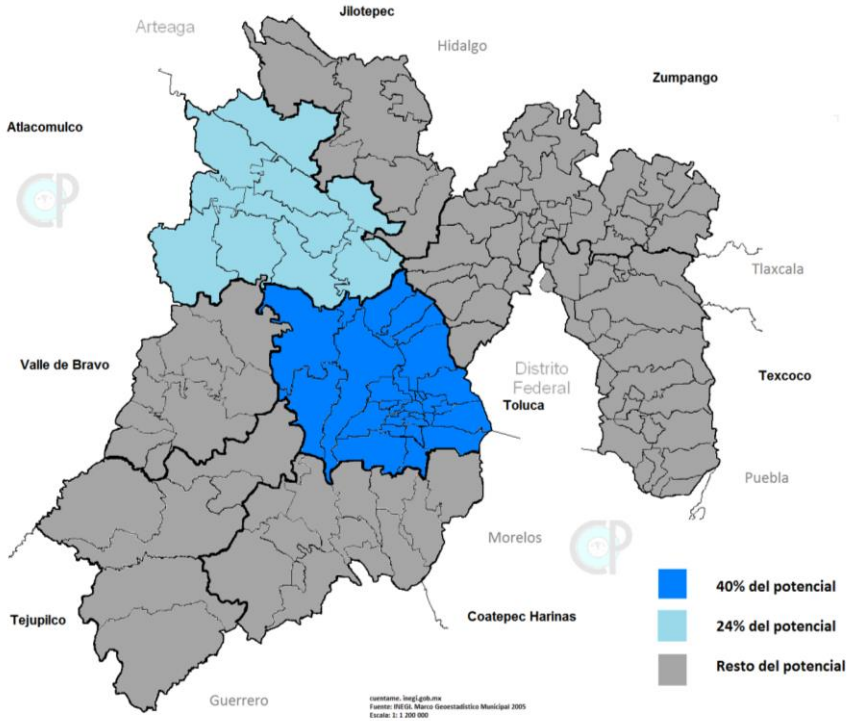 Jilotepec
Arteaga
Hidalgo
Zumpango
Atlacomulco
CP
Tlaxcala
Valle de Bravo
Distrito
Federal
Texcoco
Toluca
Puebla
Morelos
CP
40% del potencial
Tejupilco
Coatepec Harinas
24% del potencial
Resto del potencial
Guerrero
cuentame. inegi.gob.mx
Fuente: INEGI. Marco Geoestadístico Municipal 2005
Escala: 1: 1 200 000